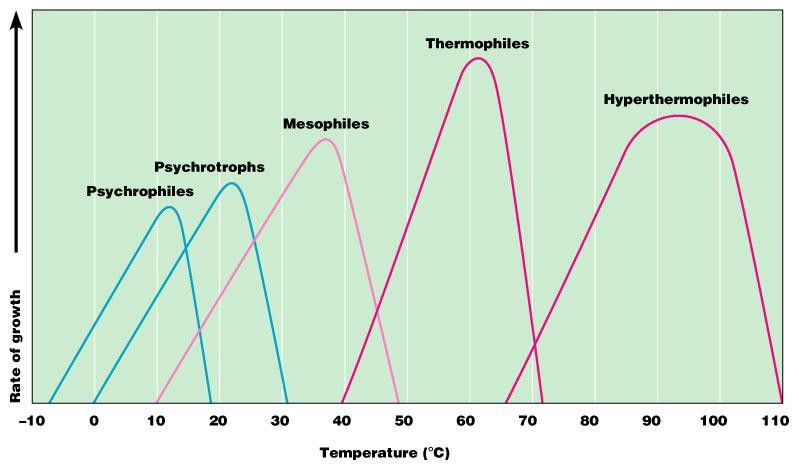 Thermophiles
Hyperthermophiles
Mesophiles
Psychrotrophs
Psychrophiles
Rate of growth
–10 0 10 20 30 40 50 60 70 80 90 100 110
Temperature (°C)